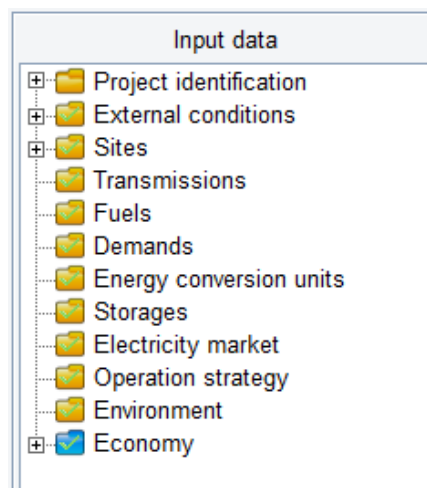 Input data
Project identification
External conditions
Sites
Transmissions
Fuels
Demands
Energy conversion units
Storages
Electricity market
Operation strategy
Environment
Economy